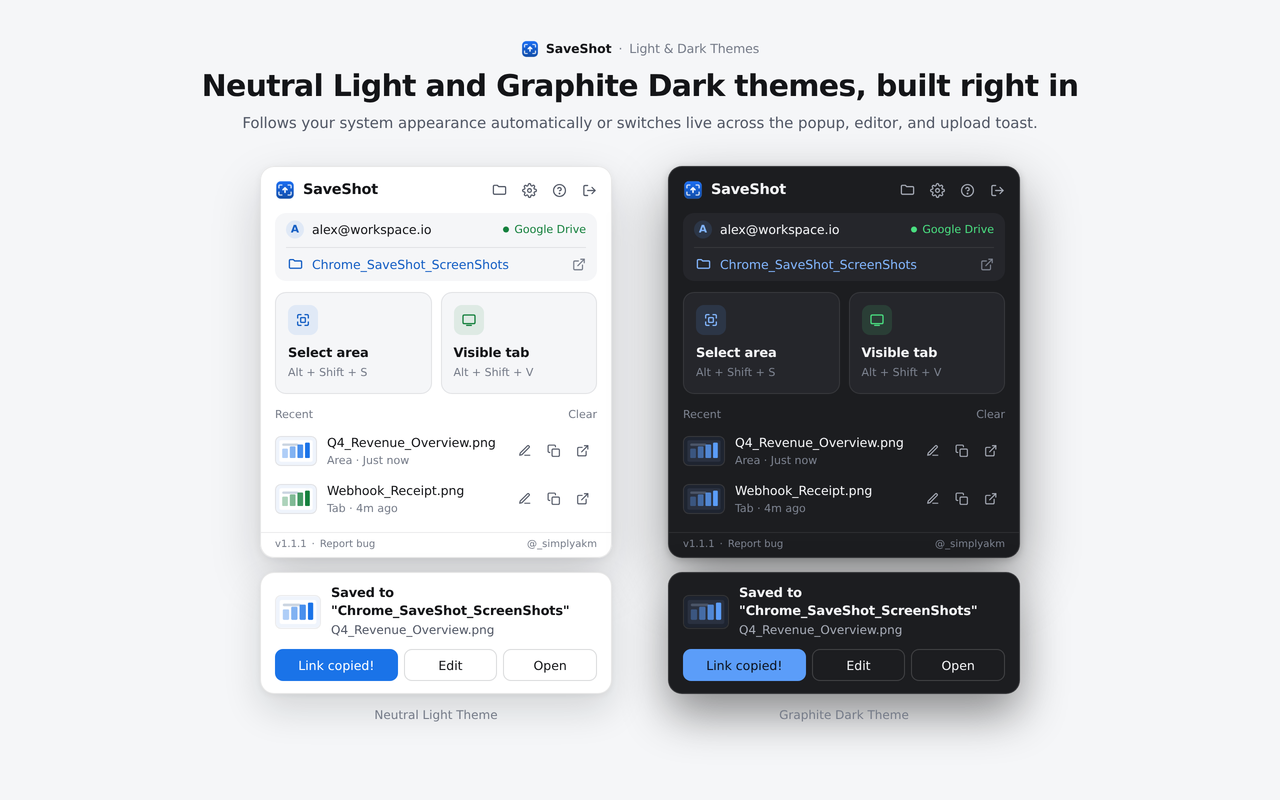 SaveShot · Light & Dark Themes
Neutral Light and Graphite Dark themes, built right in
Follows your system appearance automatically or switches live across the popup, editor, and upload toast.
SaveShot
A alex@workspace.io Google Drive
Chrome_SaveShot_ScreenShots
Select area Visible tab
Alt + Shift + S Alt + Shift + V
Recent Clear
Q4_Revenue_Overview.png
Area · Just now
Webhook_Receipt.png
Tab · 4m ago
v1.1.1 · Report bug @_simplyakm
Saved to
"Chrome_SaveShot_ScreenShots"
Q4_Revenue_Overview.png
Link copied! Edit Open
Neutral Light Theme
SaveShot
A alex@workspace.io Google Drive
Chrome_SaveShot_ScreenShots
Select area Visible tab
Alt + Shift + S Alt + Shift + V
Recent Clear
Q4_Revenue_Overview.png
Area · Just now
Webhook_Receipt.png
Tab · 4m ago
v1.1.1 · Report bug @_simplyakm
Saved to
"Chrome_SaveShot_ScreenShots"
Q4_Revenue_Overview.png
Link copied! Edit Open
Graphite Dark Theme